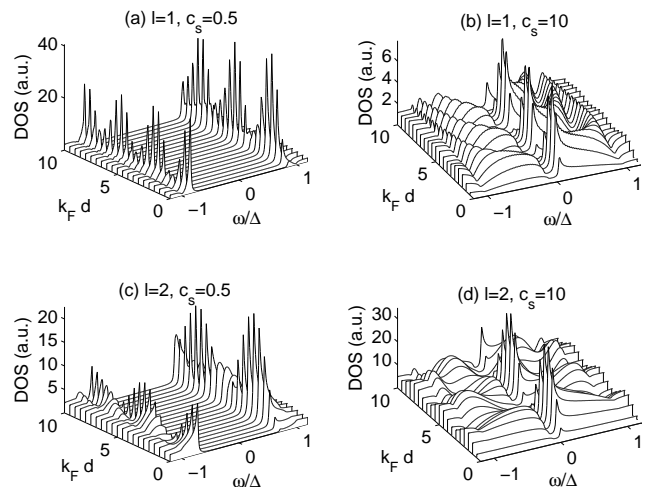 (a) l=1, c_s=0.5
DOS (a.u.)
40
20
10
5
0
k_F d
−1
0
1
ω/Δ
(b) l=1, c_s=10
DOS (a.u.)
6
4
2
10
5
0
k_F d
−1
0
1
ω/Δ
(c) l=2, c_s=0.5
DOS (a.u.)
20
15
10
5
10
5
0
k_F d
−1
0
1
ω/Δ
(d) l=2, c_s=10
DOS (a.u.)
30
20
10
10
5
0
k_F d
−1
0
1
ω/Δ